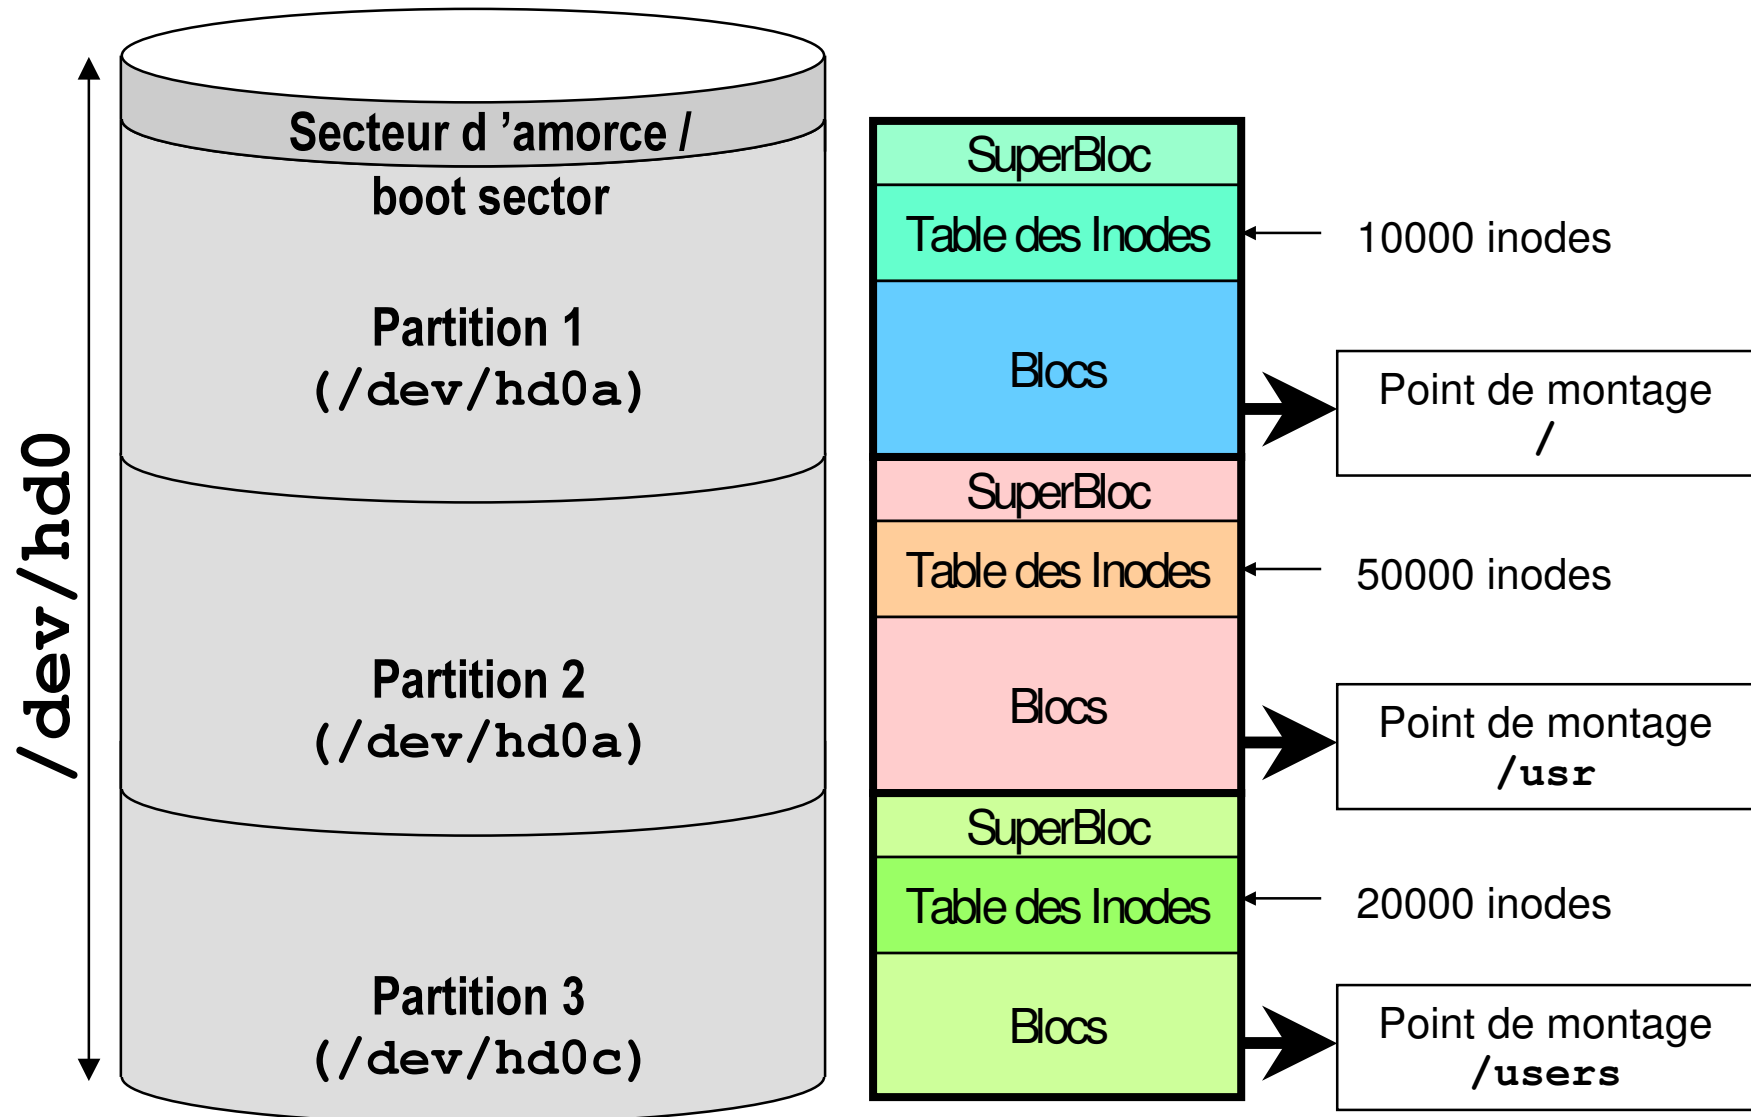 /dev/hd0
Secteur d ’amorce /
boot sector
Partition 1
(/dev/hd0a)
Partition 2
(/dev/hd0a)
Partition 3
(/dev/hd0c)
SuperBloc
Table des Inodes
Blocs
SuperBloc
Table des Inodes
Blocs
SuperBloc
Table des Inodes
Blocs
10000 inodes
Point de montage
/
50000 inodes
Point de montage
/usr
20000 inodes
Point de montage
/users